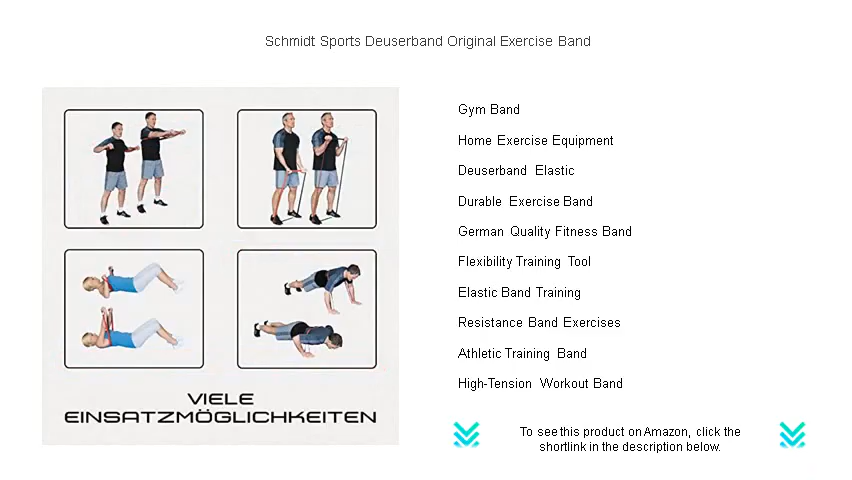 Schmidt Sports Deuserband Original Exercise Band
Gym Band
Home Exercise Equipment
Deuserband Elastic
Durable Exercise Band
German Quality Fitness Band
Flexibility Training Tool
Elastic Band Training
Resistance Band Exercises
Athletic Training Band
High-Tension Workout Band
VIELE
EINSATZMÖGLICHKEITEN
To see this product on Amazon, click the
shortlink in the description below.